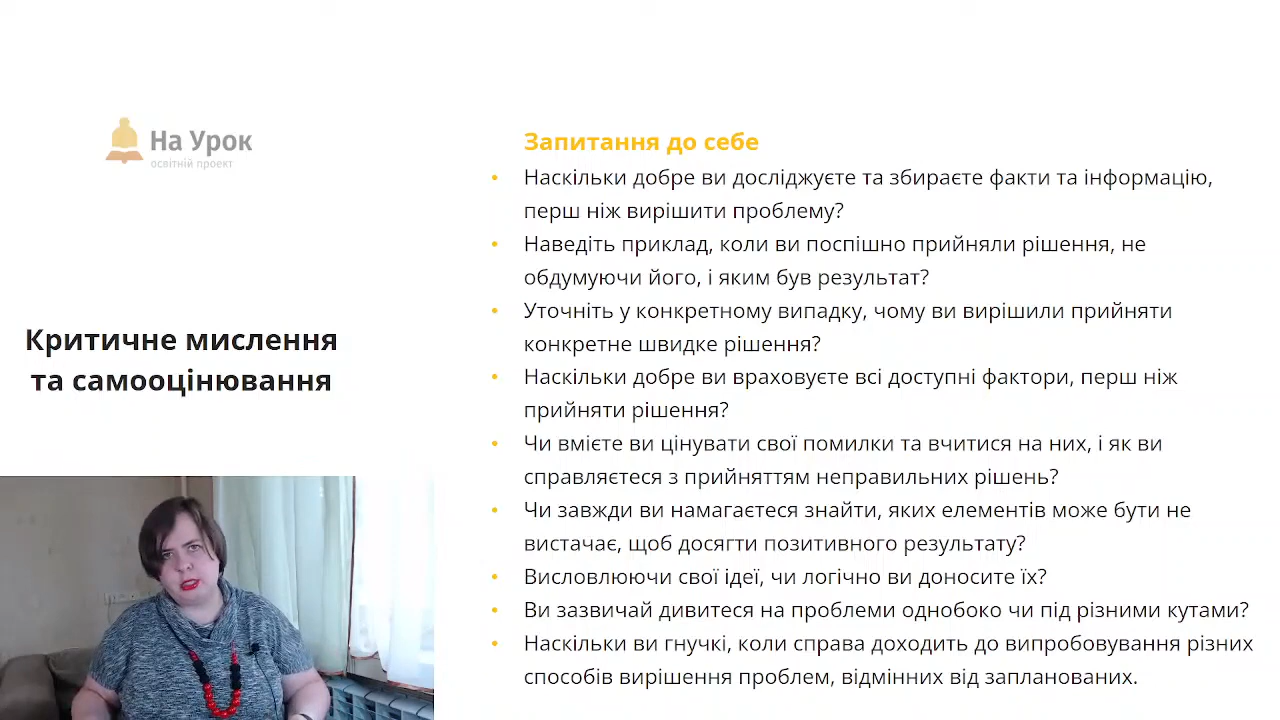 На Урок
освітній проект
Критичне мислення
та самооцінювання
Запитання до себе
• Наскільки добре ви досліджуєте та збираєте факти та інформацію,
перш ніж вирішити проблему?
• Наведіть приклад, коли ви поспішно прийняли рішення, не
обдумуючи його, і яким був результат?
• Уточніть у конкретному випадку, чому ви вирішили прийняти
конкретне швидке рішення?
• Наскільки добре ви враховуєте всі доступні фактори, перш ніж
прийняти рішення?
• Чи вмієте ви цінувати свої помилки та вчитися на них, і як ви
справляєтеся з прийняттям неправильних рішень?
• Чи завжди ви намагаєтеся знайти, яких елементів може бути не
вистачає, щоб досягти позитивного результату?
• Висловлюючи свої ідеї, чи логічно ви доносите їх?
• Ви зазвичай дивитеся на проблеми однобоко чи під різними кутами?
• Наскільки ви гнучкі, коли справа доходить до випробовування різних
способів вирішення проблем, відмінних від запланованих.